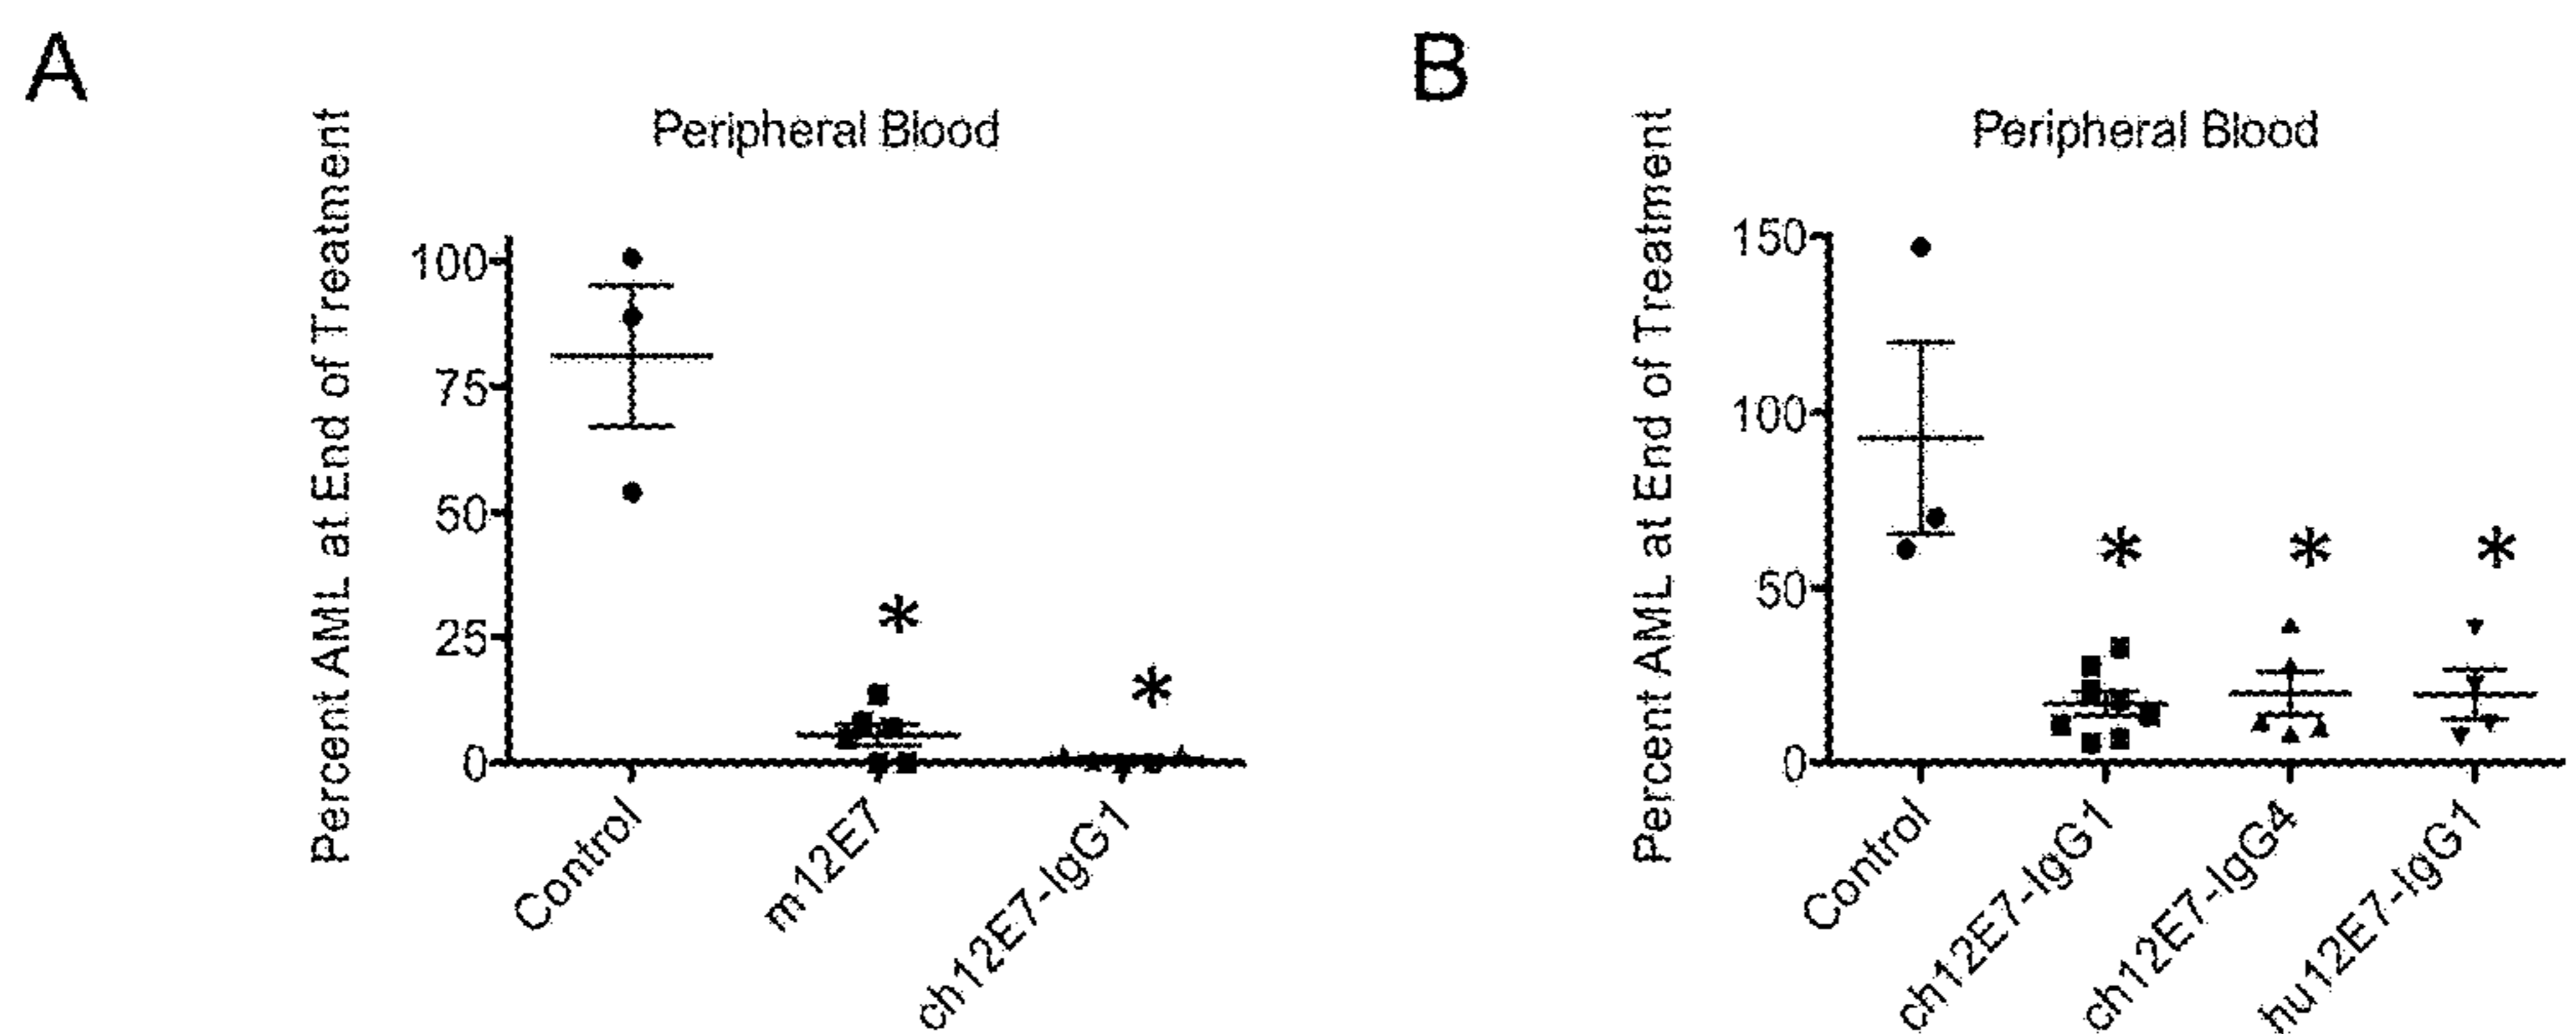 A
Peripheral Blood
Percent AML at End of Treatment
100
75
50
25
0
*
*
Control
m12E7
ch12E7-IgG1
B
Peripheral Blood
Percent AML at End of Treatment
150
100
50
0
*
*
*
Control
ch12E7-IgG1
ch12E7-IgG4
hu12E7-IgG1